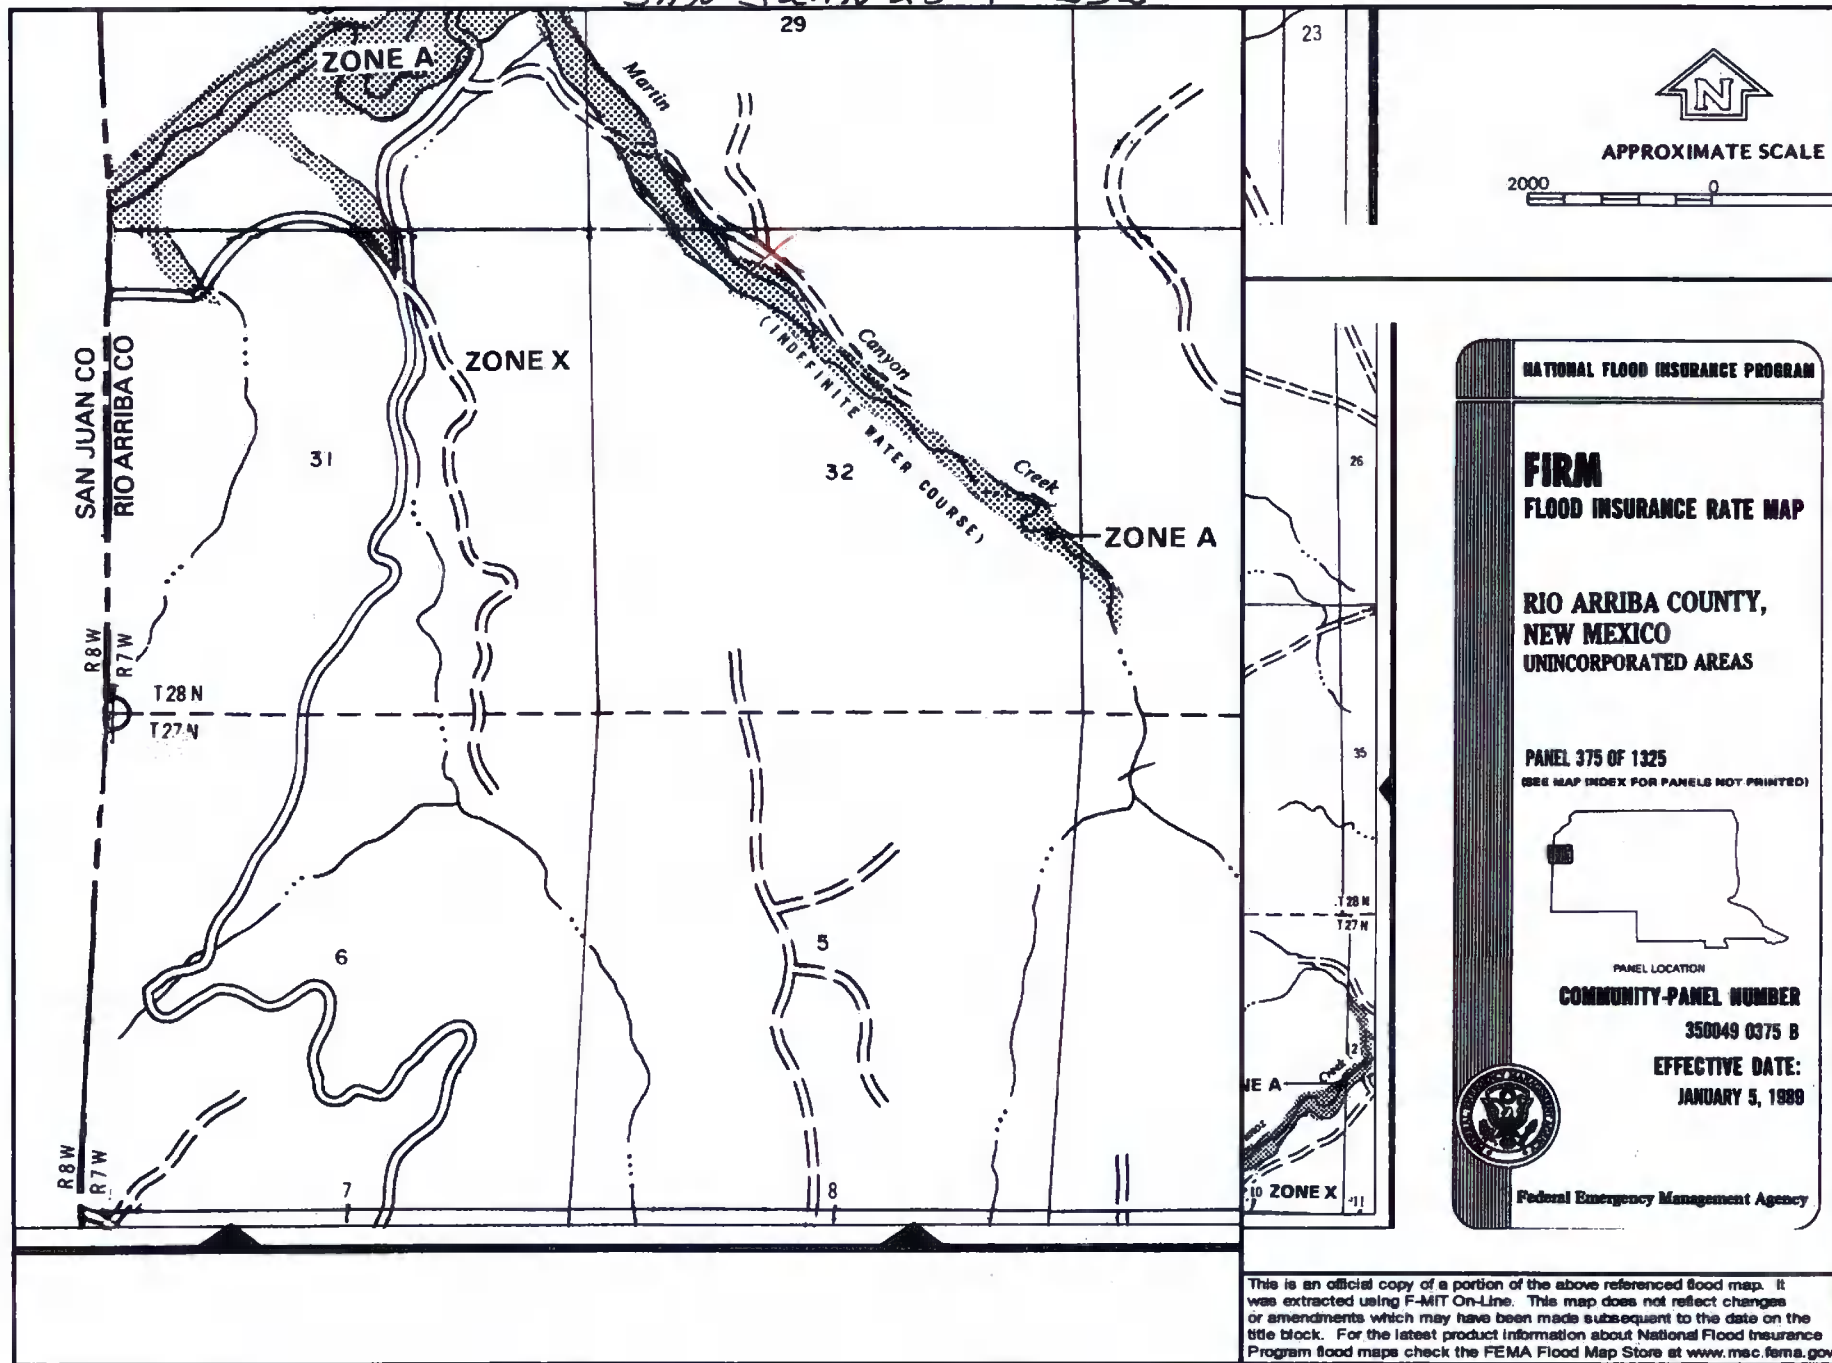 29
23
ZONE A
Martin
APPROXIMATE SCALE
2000 0
NATIONAL FLOOD INSURANCE PROGRAM
SAN JUAN CO
RIO ARRIBA CO
ZONE X
Canyon
(INDEFINITE WATER COURSE)
31
32
Creek
26
ZONE A
FIRM
FLOOD INSURANCE RATE MAP
RIO ARRIBA COUNTY,
NEW MEXICO
UNINCORPORATED AREAS
R8W
R7W
T28N
T27N
35
PANEL 375 OF 1325
(SEE MAP INDEX FOR PANELS NOT PRINTED)
T28N
T27N
6
5
PANEL LOCATION
COMMUNITY-PANEL NUMBER
350049 0375 B
EFFECTIVE DATE:
JANUARY 5, 1989
2
NE A
Creek
R8W
R7W
7
8
10
ZONE X
11
Federal Emergency Management Agency
This is an official copy of a portion of the above referenced flood map. It
was extracted using F-MIT On-Line. This map does not reflect changes
or amendments which may have been made subsequent to the date on the
title block. For the latest product information about National Flood Insurance
Program flood maps check the FEMA Flood Map Store at www.msc.fema.gov